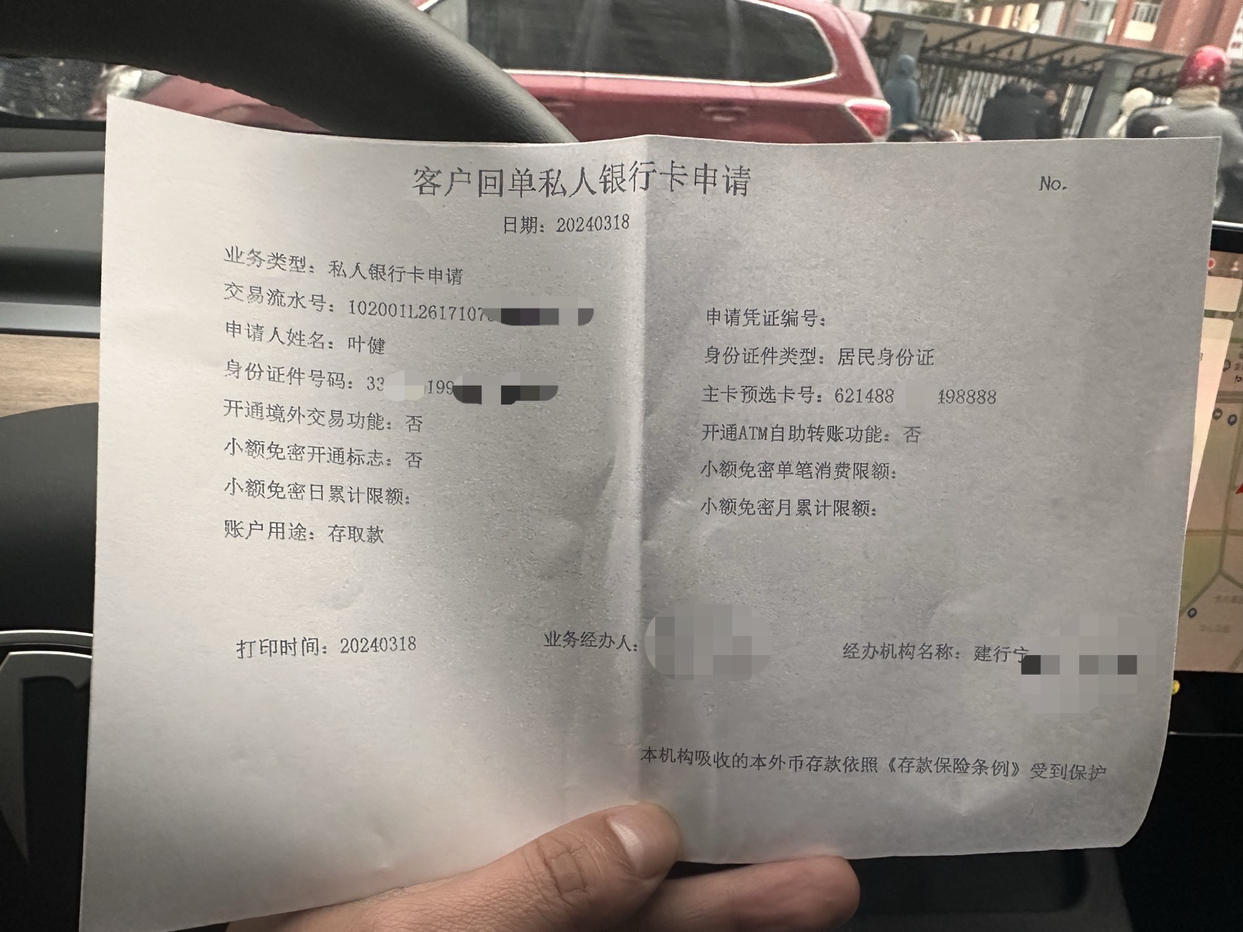 客户回单私人银行卡申请
No.
日期：20240318
业务类型：私人银行卡申请
交易流水号：102001L2617107
申请凭证编号：
申请人姓名：叶健
身份证件类型：居民身份证
身份证件号码：33 199
主卡预选卡号：621488 498888
开通境外交易功能：否
开通ATM自助转账功能：否
小额免密开通标志：否
小额免密单笔消费限额：
小额免密日累计限额：
小额免密月累计限额：
账户用途：存取款
打印时间：20240318
业务经办人：
经办机构名称：建行宁
本机构吸收的本外币存款依照《存款保险条例》受到保护